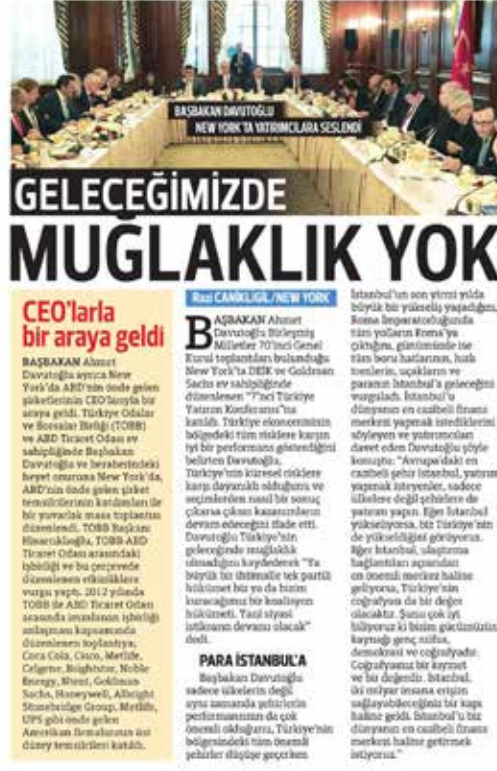 BAŞBAKAN DAVUTOĞLU
NEW YORK'TA YATIRIMCILARA SESLENDİ
GELECEĞİMİZDE
MUĞLAKLIK YOK
CEO'larla
bir araya geldi
BAŞBAKAN Ahmet
Davutoğlu ayrıca New
York'da ABD'nin önde gelen
şirketlerinin CEO'larıyla bir
araya geldi. Türkiye Odalar
ve Borsalar Birliği (TOBB)
ve ABD Ticaret Odası ev
sahipliğinde Başbakan
Davutoğlu ve beraberindeki
heyet onuruna New York'da,
ABD'nin önde gelen şirket
temsilcilerinin katılımları ile
bir yuvarlak masa toplantısı
düzenlendi. TOBB Başkanı
Hisarcıklıoğlu, TOBB-ABD
Ticaret Odası arasındaki
işbirliği ve bu çerçevede
düzenlenen etkinliklere
vurgu yaptı. 2012 yılında
TOBB ile ABD Ticaret Odası
arasında imzalanan işbirliği
anlaşması kapsamında
düzenlenen toplantıya,
Coca Cola, Cisco, Metlife,
Celgene, Brightstar, Noble
Energy, Goldman
Sachs, Honeywell, Albright
Stonebridge Group, Metlife,
UPS gibi önde gelen
Amerikan firmalarının üst
düzey temsilcileri katıldı.
Razi CANİKLİGİL/NEW YORK
BAŞBAKAN Ahmet
Davutoğlu Birleşmiş
Milletler 70'inci Genel
Kurul toplantıları bulunduğu
New York'ta DEİK ve Goldman
Sachs ev sahipliğinde
düzenlenen "7'nci Türkiye
Yatırım Konferansı"na
katıldı. Türkiye ekonomisinin
bölgedeki tüm risklere karşın
iyi bir performans gösterdiğini
belirten Davutoğlu,
Türkiye'nin küresel risklere
karşı dayanıklı olduğunu ve
seçimlerden nasıl bir sonuç
çıkarsa çıksın kazanımların
devam edeceğini ifade etti.
Davutoğlu Türkiye'nin
geleceğinde muğlaklık
olmadığını kaydederek "Ya
büyük bir ihtimalle tek partili
hükümet biz ya da bizim
kuracağımız bir koalisyon
hükümeti. Yani siyasi
istikrarın devamı olacak"
dedi.
PARA İSTANBUL'A
Başbakan Davutoğlu
sadece ülkelerin değil
aynı zamanda şehirlerin
performansının da çok
önemli olduğunu, Türkiye'nin
bölgesindeki tüm önemli
şehirler düşüşe geçerken
İstanbul'un son yirmi yılda
büyük bir yükseliş yaşadığını,
Roma İmparatorluğunda
tüm yolların Roma'ya
çıktığını, günümüzde ise
tüm boru hatlarının, hızlı
trenlerin, uçakların ve
paranın İstanbul'a geleceğini
vurguladı. İstanbul'u
dünyanın en cazibeli finans
merkezi yapmak istediklerini
söyleyen ve yatırımcıları
davet eden Davutoğlu şöyle
konuştu: "Avrupa'daki en
cazibeli şehir İstanbul, yatırım
yapmak isteyenler, sadece
ülkelere değil şehirlere de
yatırım yapın. Eğer İstanbul
yükseliyorsa, biz Türkiye'nin
de yükseldiğini görüyoruz.
Eğer İstanbul, ulaştırma
bağlantıları açısından
en önemli merkez haline
geliyorsa, Türkiye'nin
coğrafyası da bir değer
olacaktır. Şunu çok iyi
biliyoruz ki bizim gücümüzün
kaynağı genç nüfus,
demokrasi ve coğrafyadır.
Coğrafyamız bir kıymet
ve bir değerdir. İstanbul,
iki milyar insana erişim
sağlayabileceğiniz bir kapı
haline geldi. İstanbul'u biz
dünyanın en cazibeli finans
merkezi haline getirmek
istiyoruz."